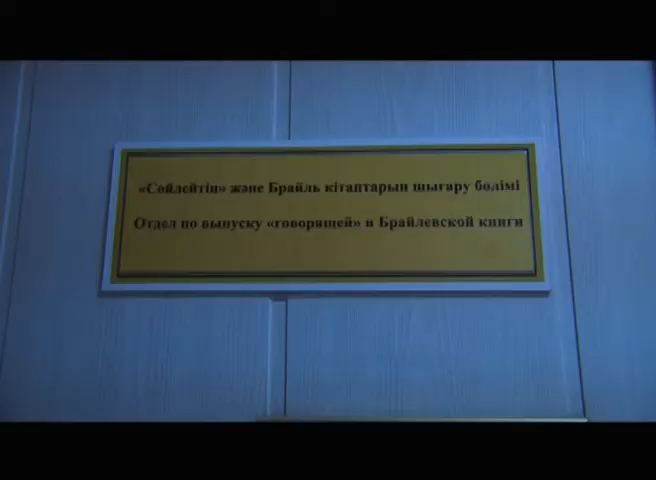 «Сөйлейтін» және Брайль кітаптарын шығару бөлімі
Отдел по выпуску «говорящей» и Брайлевской книги